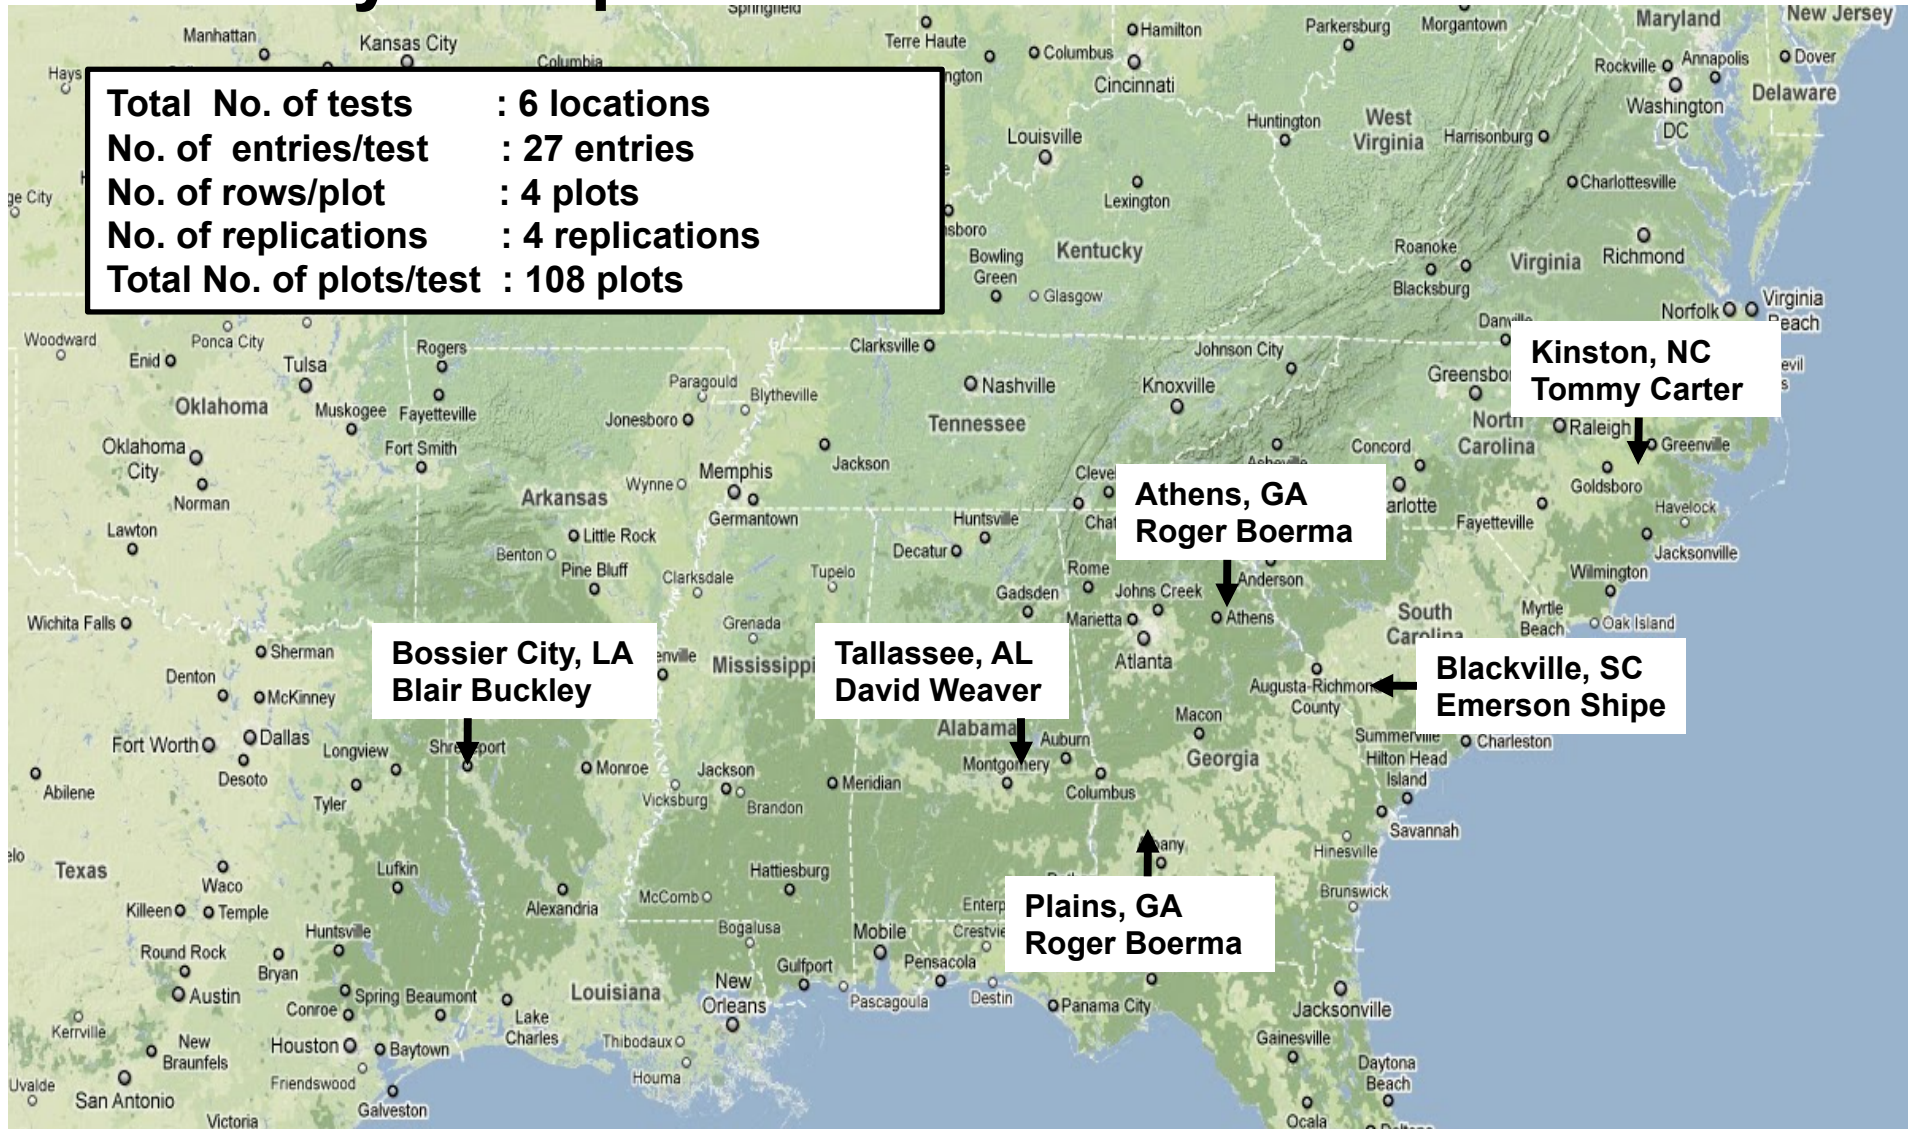 Springfield
Manhattan
Kansas City
Columbia
Hays
Terre Haute
Columbus
Hamilton
Cincinnati
Parkersburg
Morgantown
Maryland
New Jersey
Rockville
Annapolis
Dover
Washington
DC
Delaware
Total No. of tests : 6 locations
No. of entries/test : 27 entries
No. of rows/plot : 4 plots
No. of replications : 4 replications
Total No. of plots/test : 108 plots
Louisville
Huntington
West
Virginia
Harrisonburg
Lexington
Charlottesville
Bowling
Green
Glasgow
Kentucky
Roanoke
Blacksburg
Virginia
Richmond
Norfolk
Virginia
Beach
Woodward
Ponca City
Enid
Tulsa
Rogers
Clarksville
Johnson City
Danville
Kinston, NC
Tommy Carter
Oklahoma
Muskogee
Fayetteville
Paragould
Blytheville
Jonesboro
Nashville
Knoxville
Tennessee
North
Carolina
Raleigh
Greenville
Oklahoma
City
Norman
Fort Smith
Arkansas
Wynne
Memphis
Germantown
Jackson
Asheville
Concord
Goldsboro
Athens, GA
Roger Boerma
Lawton
Little Rock
Benton
Pine Bluff
Clarksdale
Tupelo
Huntsville
Decatur
Fayetteville
Havelock
Jacksonville
Wilmington
Rome
Johns Creek
Anderson
Gadsden
Marietta
Athens
Atlanta
South
Carolina
Myrtle
Beach
Oak Island
Wichita Falls
Sherman
Denton
McKinney
Grenada
Mississippi
Bossier City, LA
Blair Buckley
Tallassee, AL
David Weaver
Blackville, SC
Emerson Shipe
Augusta-Richmond
County
Fort Worth
Dallas
Desoto
Longview
Tyler
Shreveport
Monroe
Vicksburg
Jackson
Brandon
Meridian
Alabama
Montgomery
Auburn
Columbus
Macon
Georgia
Summerville
Charleston
Hilton Head
Island
Savannah
Abilene
Albany
Hinesville
Texas
Waco
Lufkin
Alexandria
McComb
Hattiesburg
Brunswick
Plains, GA
Roger Boerma
Killeen
Temple
Huntsville
Bogalusa
Mobile
Round Rock
Bryan
Austin
Conroe
Spring
Beaumont
Lake
Charles
Louisiana
New
Orleans
Gulfport
Pascagoula
Pensacola
Destin
Panama City
Jacksonville
Kerrville
New
Braunfels
Houston
Baytown
Friendswood
Thibodaux
Houma
Gainesville
Daytona
Beach
Uvalde
San Antonio
Victoria
Galveston
Ocala